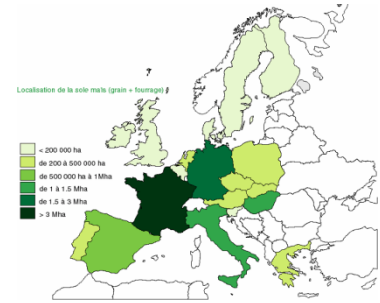 Localisation de la sole maïs (grain + fourrage)
< 200 000 ha
de 200 à 500 000 ha
de 500 000 ha à 1Mha
de 1 à 1.5 Mha
de 1.5 à 3 Mha
> 3 Mha